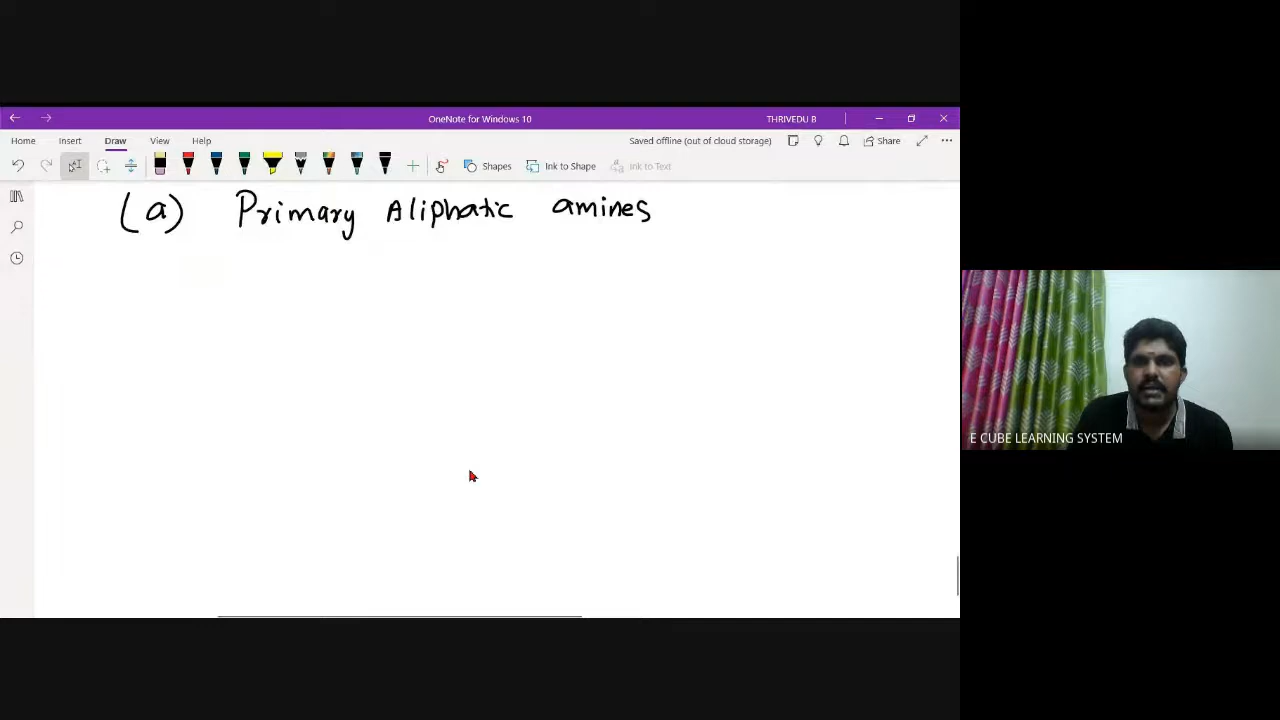 OneNote for Windows 10
THRIVEDU B
Home Insert Draw View Help
Saved offline (out of cloud storage)
Share
Shapes Ink to Shape Ink to Text
(a) Primary Aliphatic amines
E CUBE LEARNING SYSTEM